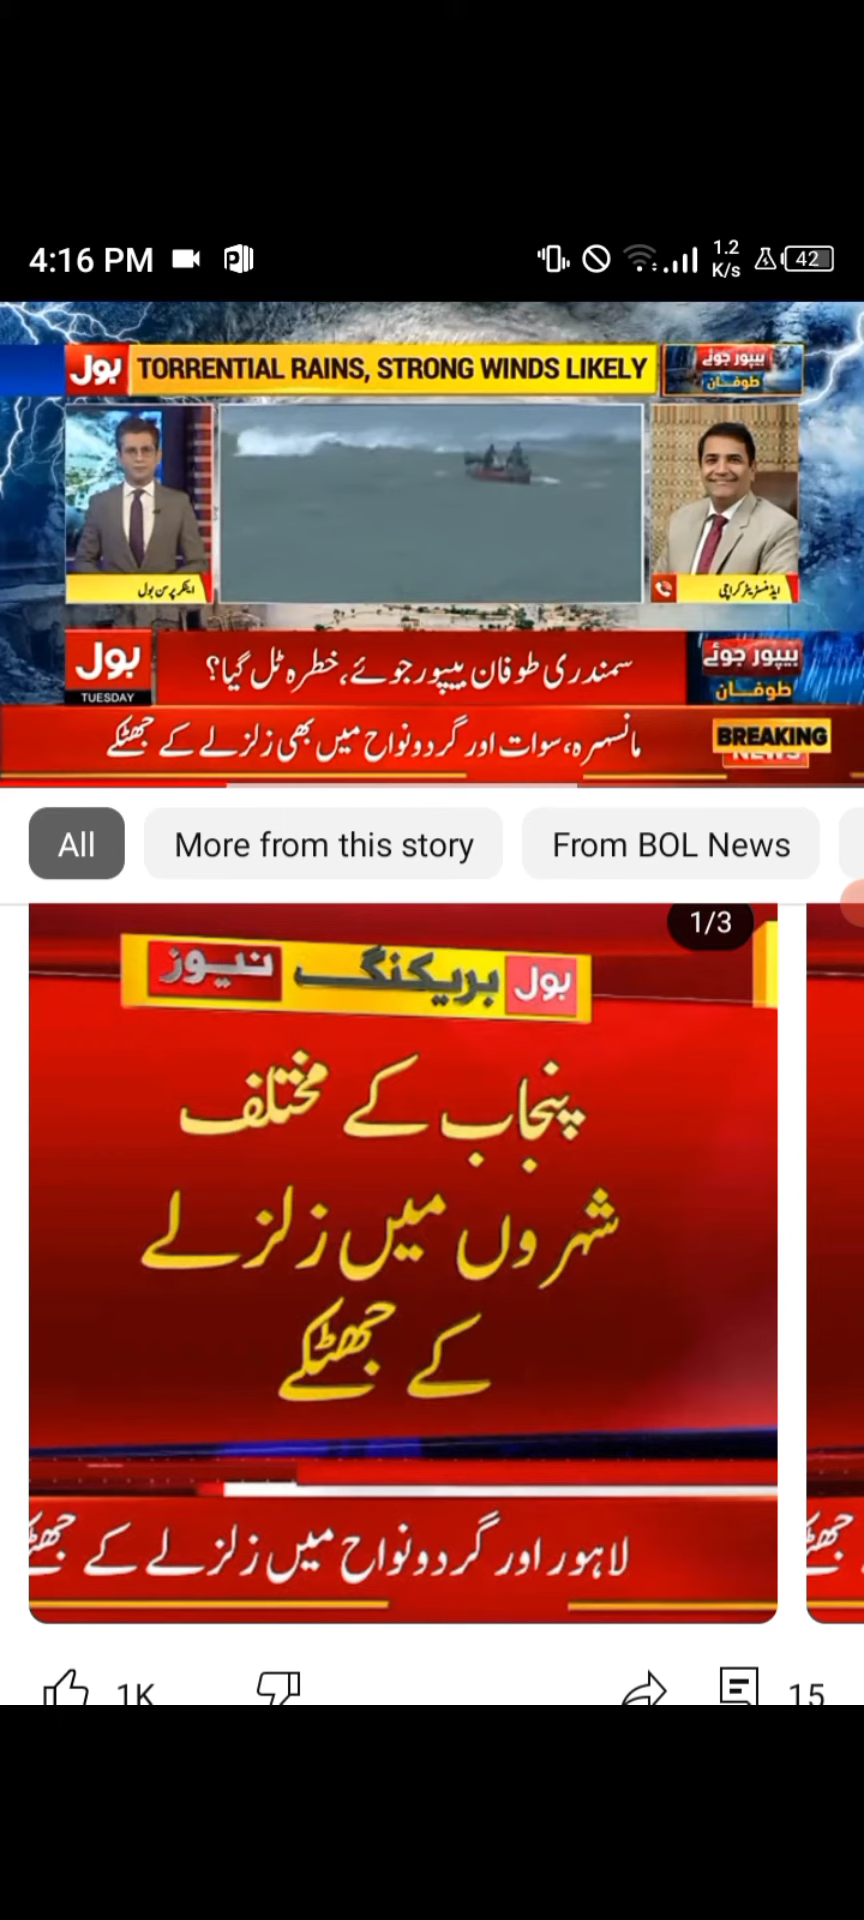 4:16 PM
1.2
K/s
42
بول TORRENTIAL RAINS, STRONG WINDS LIKELY
بیپور جوئے
طوفان
اینکر پرسن بول
ایڈمنسٹریٹر کراچی
بول
TUESDAY
سمندری طوفان بیپور جوئے، خطرہ ٹل گیا؟
بیپور جوئے
طوفان
مانسہرہ، سوات اور گردونواح میں بھی زلزلے کے جھٹکے
BREAKING
NEWS
All
More from this story
From BOL News
1/3
بول بریکنگ نیوز
پنجاب کے مختلف
شہروں میں زلزلے
کے جھٹکے
لاہور اور گردونواح میں زلزلے کے
1K
15